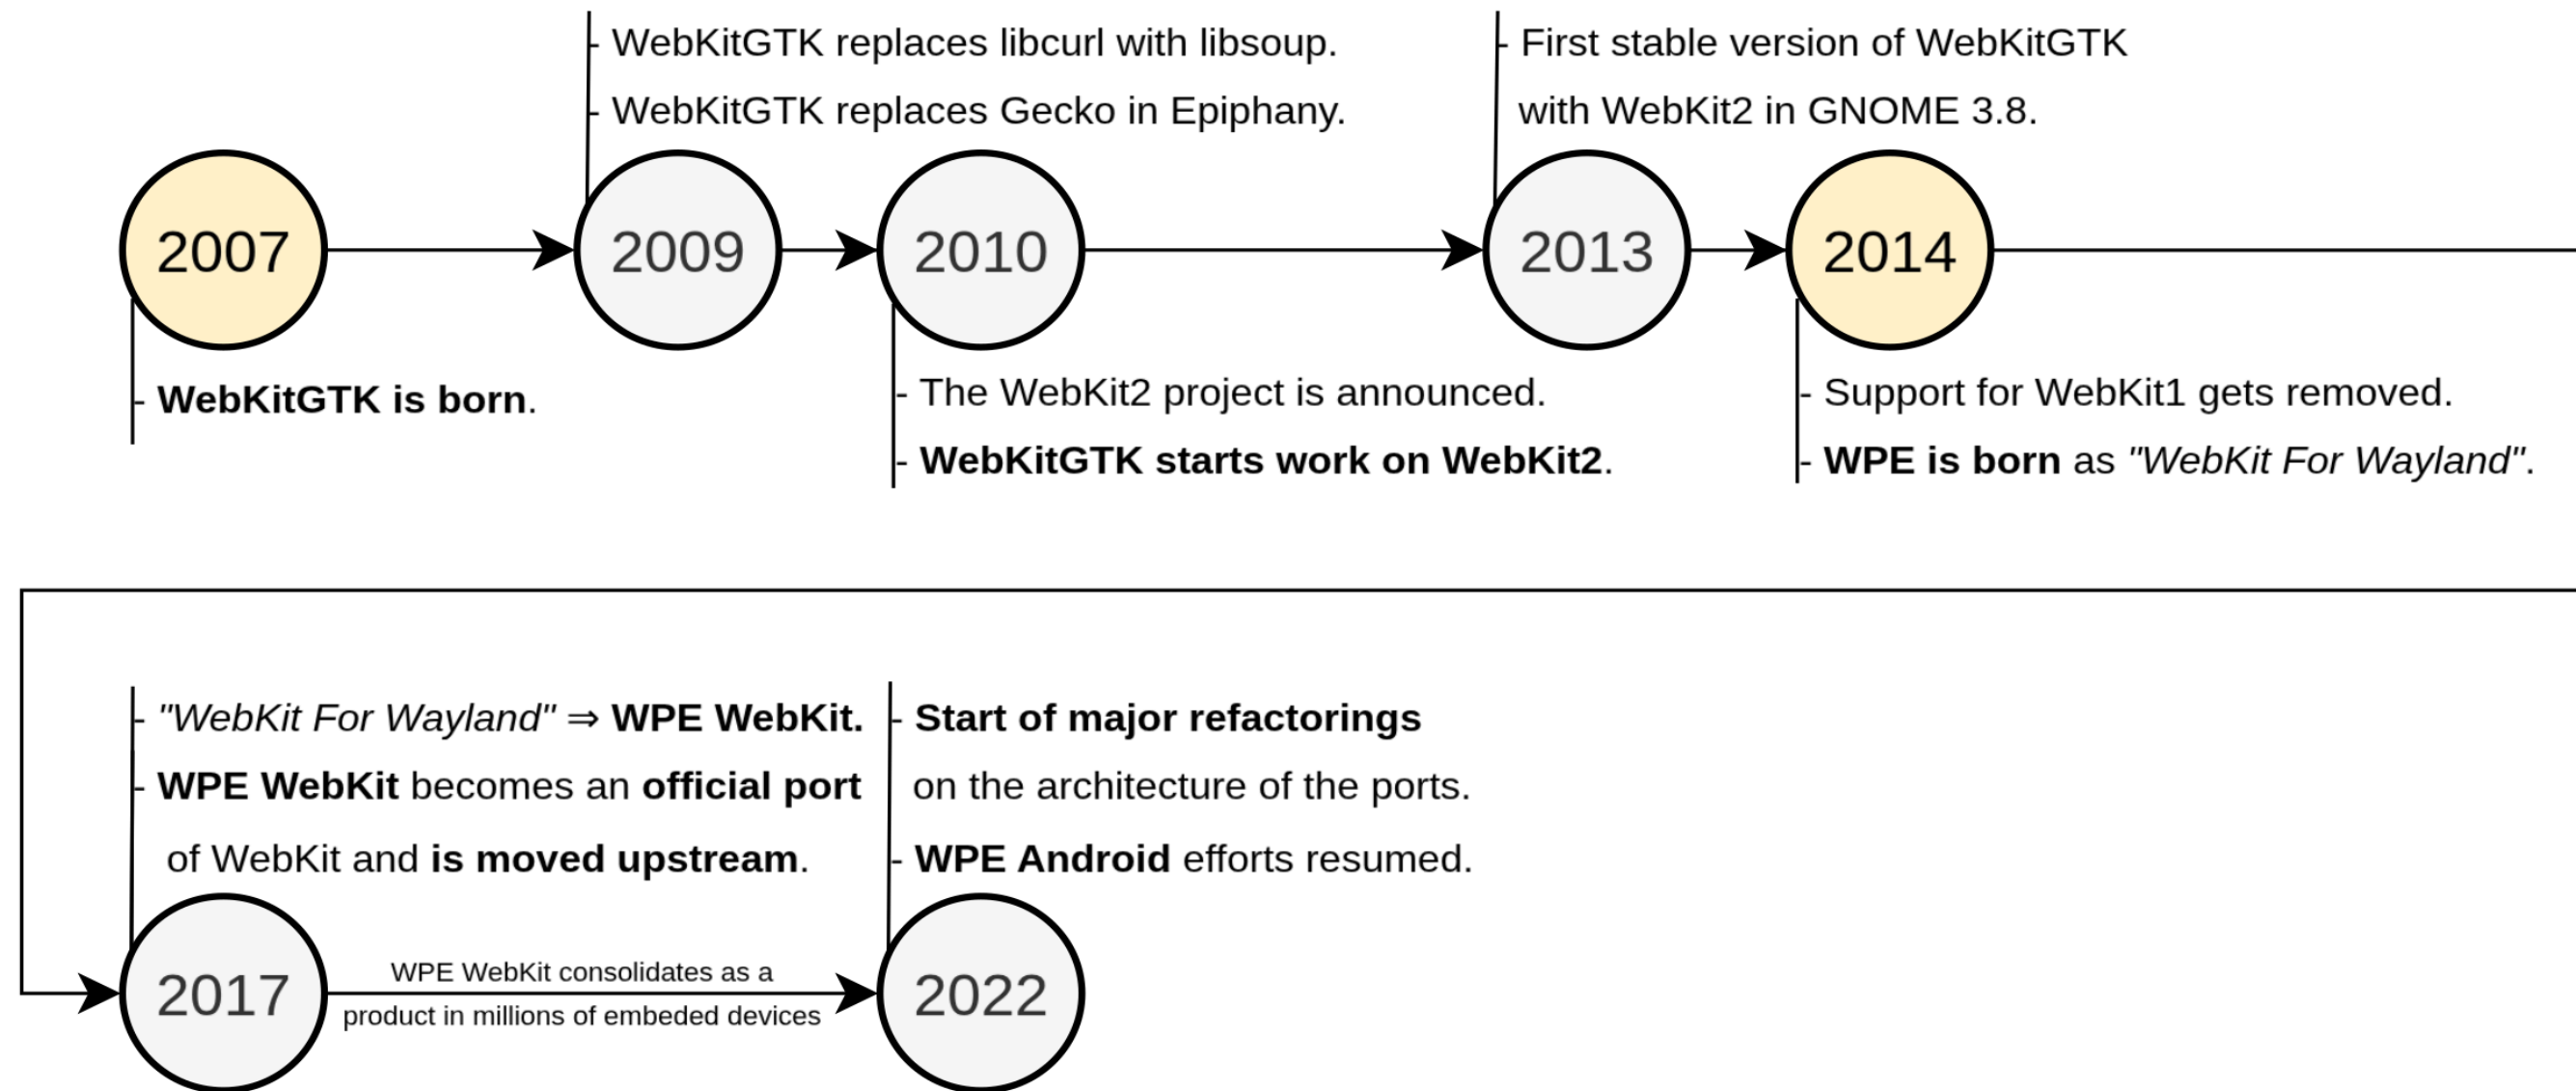 - WebKitGTK replaces libcurl with libsoup.
- WebKitGTK replaces Gecko in Epiphany.
- First stable version of WebKitGTK
with WebKit2 in GNOME 3.8.
2007
2009
2010
2013
2014
- WebKitGTK is born.
- The WebKit2 project is announced.
- WebKitGTK starts work on WebKit2.
- Support for WebKit1 gets removed.
- WPE is born as "WebKit For Wayland".
- "WebKit For Wayland" ⇒ WPE WebKit.
- WPE WebKit becomes an official port
of WebKit and is moved upstream.
- Start of major refactorings
on the architecture of the ports.
- WPE Android efforts resumed.
2017
WPE WebKit consolidates as a
product in millions of embeded devices
2022